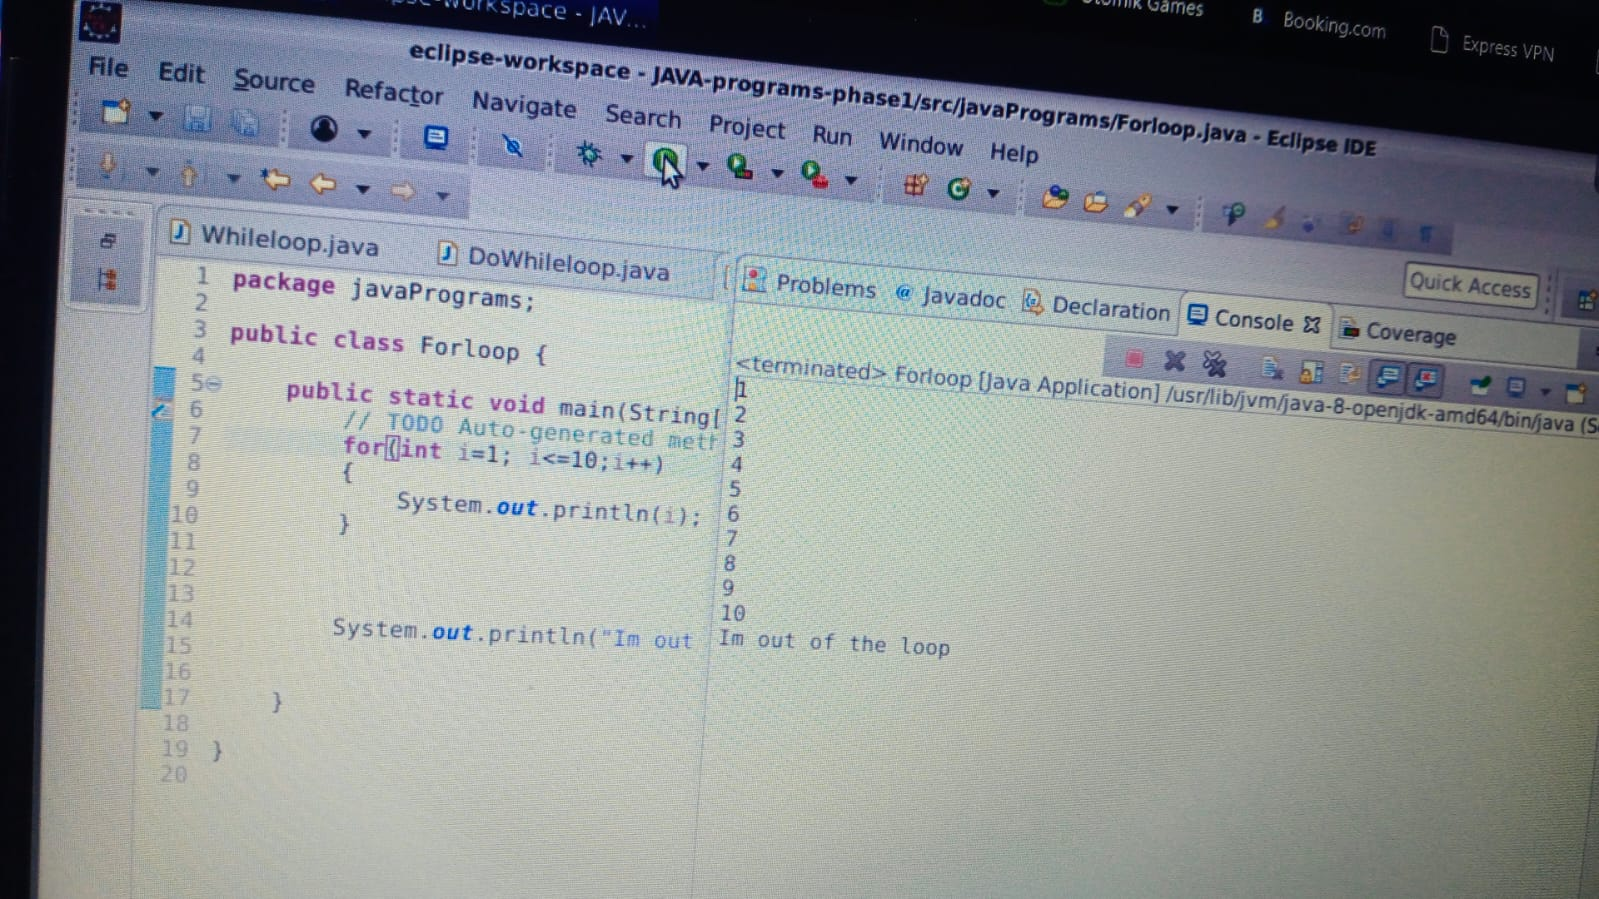 Games
Booking.com
Express VPN
eclipse-workspace - JAVA-programs-phase1/src/javaPrograms/Forloop.java - Eclipse IDE
File Edit Source Refactor Navigate Search Project Run Window Help
Quick Access
Whileloop.java DoWhileloop.java
Problems @ Javadoc Declaration Console Coverage
<terminated> Forloop [Java Application] /usr/lib/jvm/java-8-openjdk-amd64/bin/java (S
1 package javaPrograms;
2
3 public class Forloop {
4
5 public static void main(String[
6 // TODO Auto-generated meth
7 for(int i=1; i<=10;i++)
8 {
9 System.out.println(i);
10 }
11
12
13
14 System.out.println("Im out
15
16
17 }
18
19 }
20
1
2
3
4
5
6
7
8
9
10
Im out of the loop